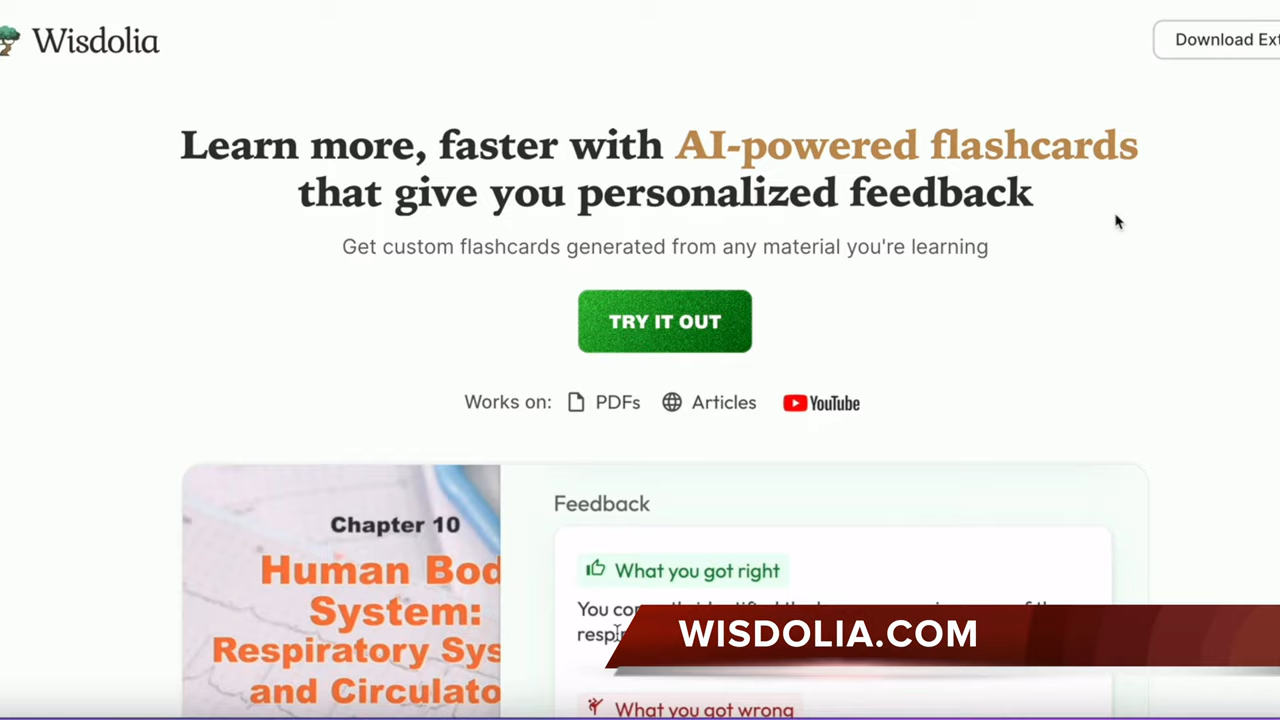 Wisdolia
Download Ext
Learn more, faster with AI-powered flashcards
that give you personalized feedback
Get custom flashcards generated from any material you're learning
TRY IT OUT
Works on: PDFs Articles YouTube
Chapter 10
Human Bod
System:
Respiratory Sys
and Circulato
Feedback
What you got right
You
WISDOLIA.COM
What you got wrong